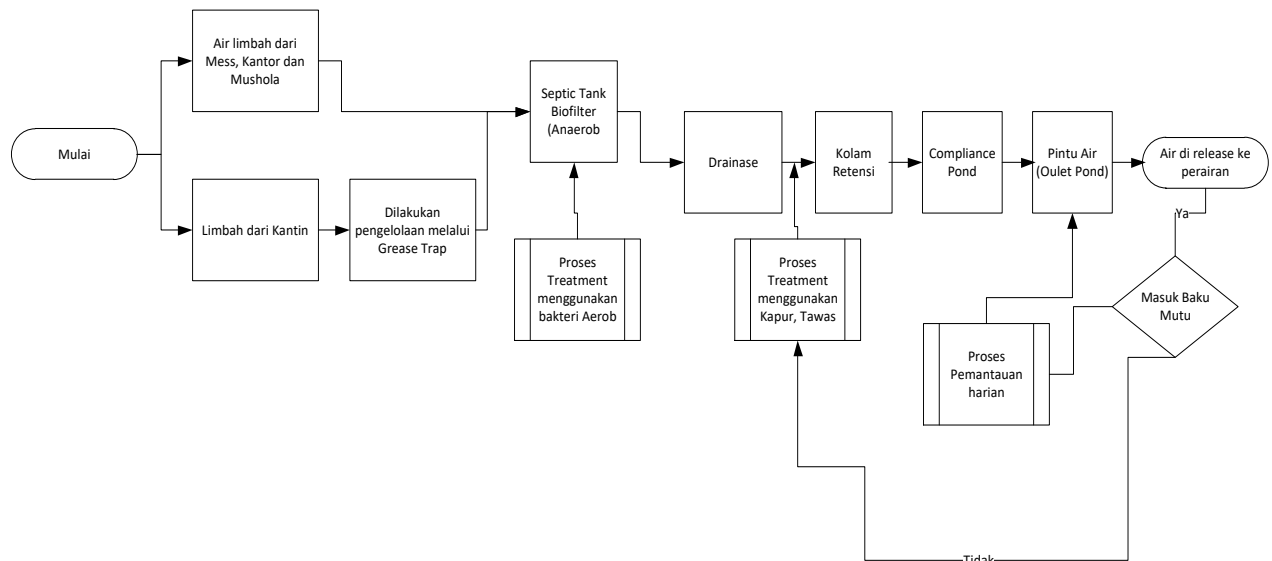 Mulai
Air limbah dari
Mess, Kantor dan
Mushola
Limbah dari Kantin
Dilakukan
pengelolaan melalui
Grease Trap
Septic Tank
Biofilter
(Anaerob
Proses
Treatment
menggunakan
bakteri Aerob
Drainase
Proses
Treatment
menggunakan
Kapur, Tawas
Kolam
Retensi
Compliance
Pond
Pintu Air
(Oulet Pond)
Air di release ke
perairan
Ya
Masuk Baku
Mutu
Proses
Pemantauan
harian
Tidak